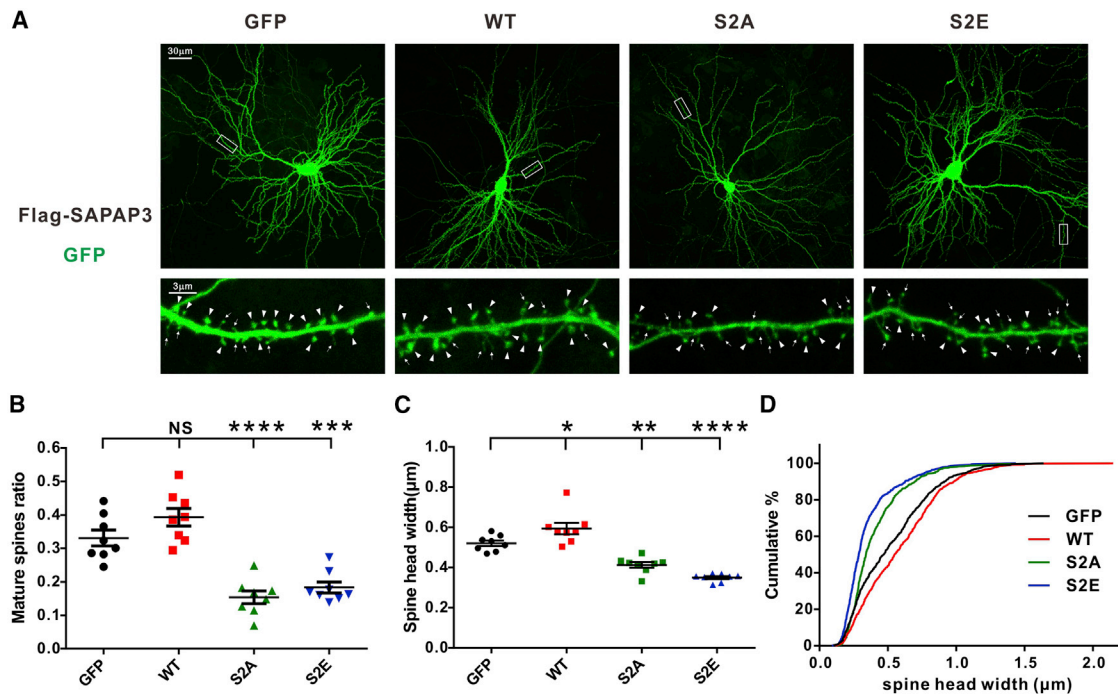 A
GFP WT S2A S2E
30μm
Flag-SAPAP3
GFP
3μm
B
NS **** ***
Mature spines ratio
0.6
0.5
0.4
0.3
0.2
0.1
0.0
GFP WT S2A S2E
C
* ** ****
Spine head width(μm)
1.0
0.8
0.6
0.4
0.2
0.0
GFP WT S2A S2E
D
Cumulative %
100
80
60
40
20
0
GFP
WT
S2A
S2E
0.0 0.5 1.0 1.5 2.0
spine head width (μm)